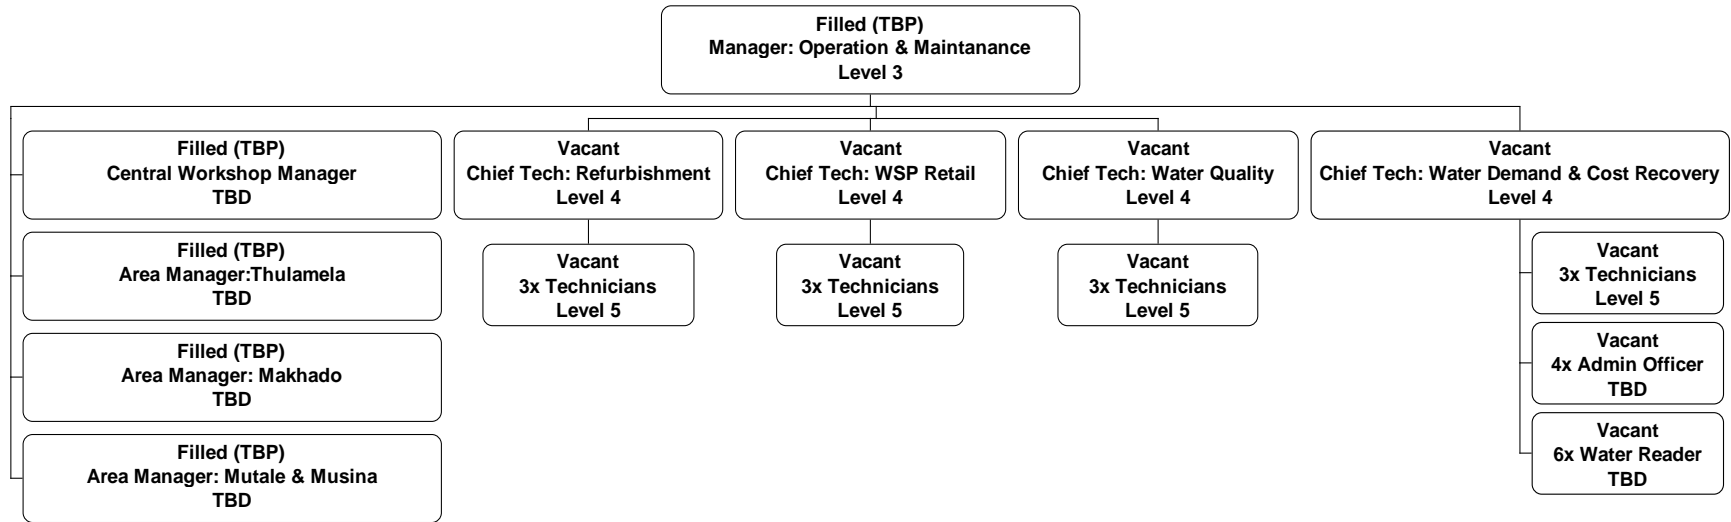 Filled (TBP)
Manager: Operation & Maintanance
Level 3
Filled (TBP)
Central Workshop Manager
TBD
Filled (TBP)
Area Manager:Thulamela
TBD
Filled (TBP)
Area Manager: Makhado
TBD
Filled (TBP)
Area Manager: Mutale & Musina
TBD
Vacant
Chief Tech: Refurbishment
Level 4
Vacant
3x Technicians
Level 5
Vacant
Chief Tech: WSP Retail
Level 4
Vacant
3x Technicians
Level 5
Vacant
Chief Tech: Water Quality
Level 4
Vacant
3x Technicians
Level 5
Vacant
Chief Tech: Water Demand & Cost Recovery
Level 4
Vacant
3x Technicians
Level 5
Vacant
4x Admin Officer
TBD
Vacant
6x Water Reader
TBD